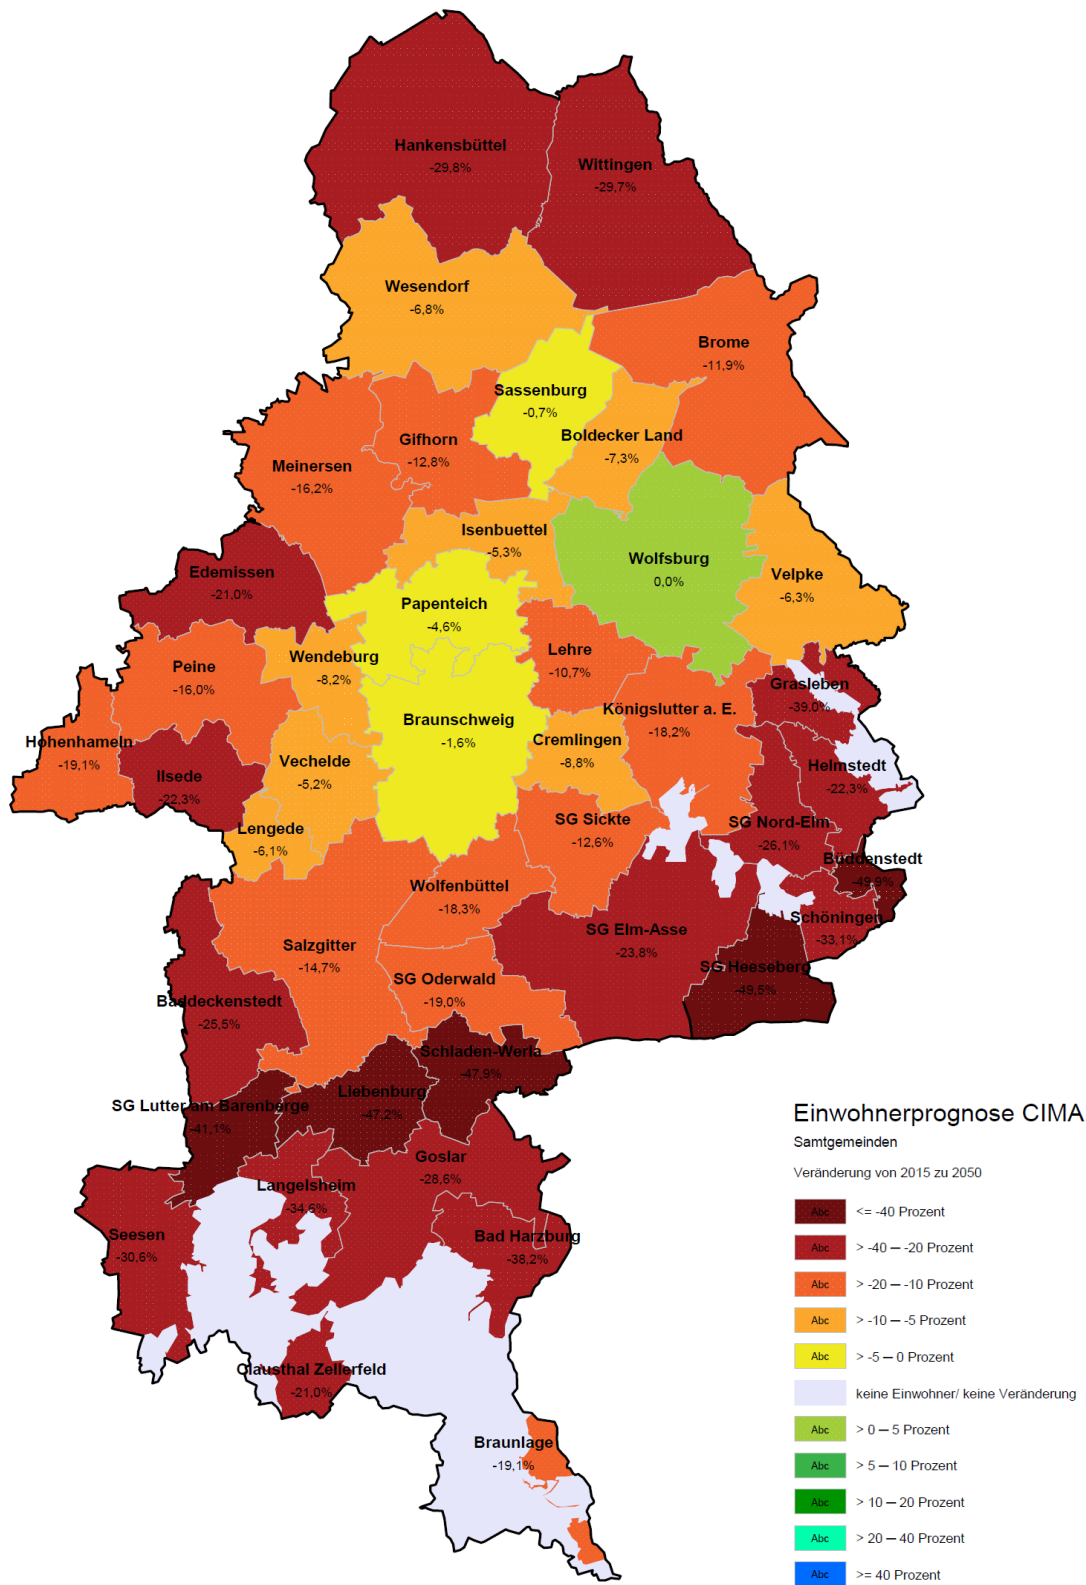 Hankensbüttel
-29,8%
Wittingen
-29,7%
Wesendorf
-6,8%
Brome
-11,9%
Sassenburg
-0,7%
Boldecker Land
-7,3%
Gifhorn
-12,8%
Meinersen
-16,2%
Isenbuettel
-5,3%
Wolfsburg
0,0%
Velpke
-6,3%
Edemissen
-21,0%
Papenteich
-4,6%
Lehre
-10,7%
Wendeburg
-8,2%
Peine
-16,0%
Grasleben
-39,0%
Königslutter a. E.
-18,2%
Braunschweig
-1,6%
Cremlingen
-8,8%
Hohenhameln
-19,1%
Ilsede
-22,3%
Vechelde
-5,2%
Helmstedt
-22,3%
Lengede
-6,1%
SG Sickte
-12,6%
SG Nord-Elm
-26,1%
Büddenstedt
-49,9%
Wolfenbüttel
-18,3%
Schöningen
-33,1%
SG Elm-Asse
-23,8%
Salzgitter
-14,7%
SG Heeseberg
-49,5%
SG Oderwald
-19,0%
Baddeckenstedt
-25,5%
Schladen-Werla
-47,9%
Liebenburg
-47,2%
SG Lutter am Barenberge
-41,1%
Goslar
-28,6%
Langelsheim
-34,6%
Seesen
-30,6%
Bad Harzburg
-38,2%
Clausthal Zellerfeld
-21,0%
Braunlage
-19,1%
Einwohnerprognose CIMA
Samtgemeinden
Veränderung von 2015 zu 2050
Abc <= -40 Prozent
Abc > -40 — -20 Prozent
Abc > -20 — -10 Prozent
Abc > -10 — -5 Prozent
Abc > -5 — 0 Prozent
keine Einwohner/ keine Veränderung
Abc > 0 — 5 Prozent
Abc > 5 — 10 Prozent
Abc > 10 — 20 Prozent
Abc > 20 — 40 Prozent
Abc >= 40 Prozent